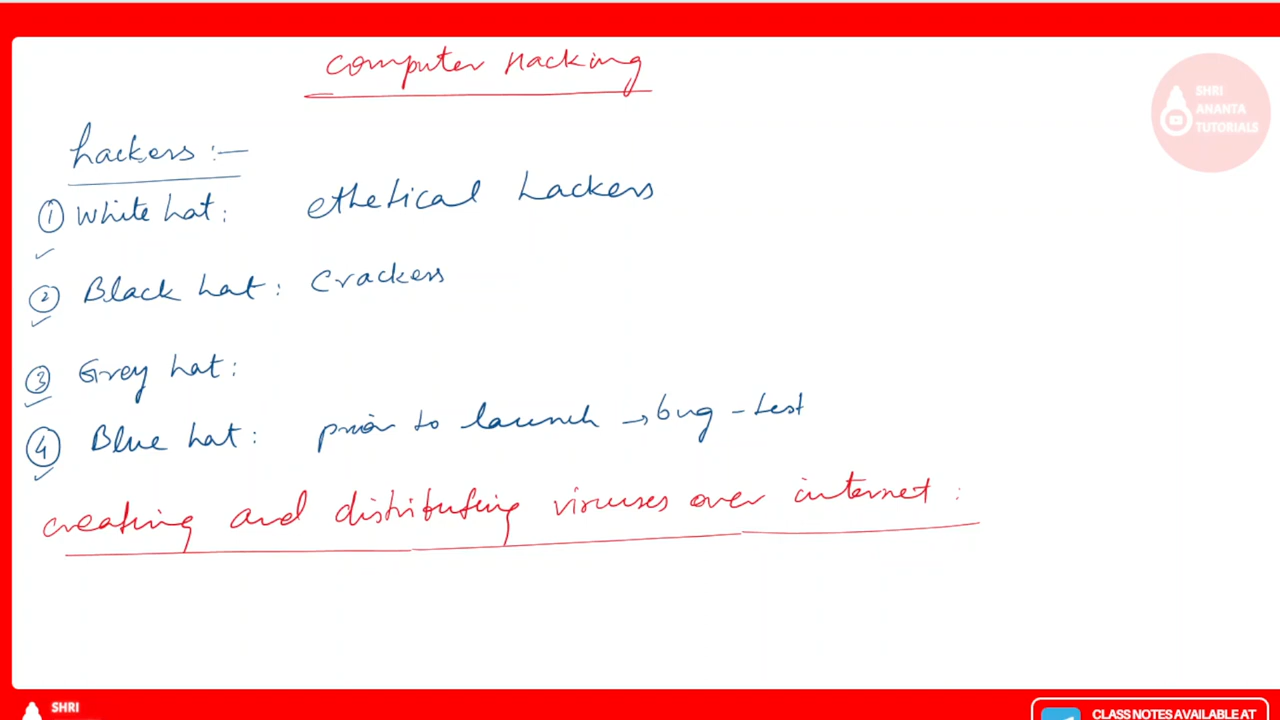 computer Hacking
SHRI
ANANTA
TUTORIALS
hackers :-
① White hat : ethetical hackers
② Black hat : crackers
③ Grey hat :
④ Blue hat : prior to launch → bug - test
creating and distributing viruses over internet :
SHRI
CLASS NOTES AVAILABLE AT